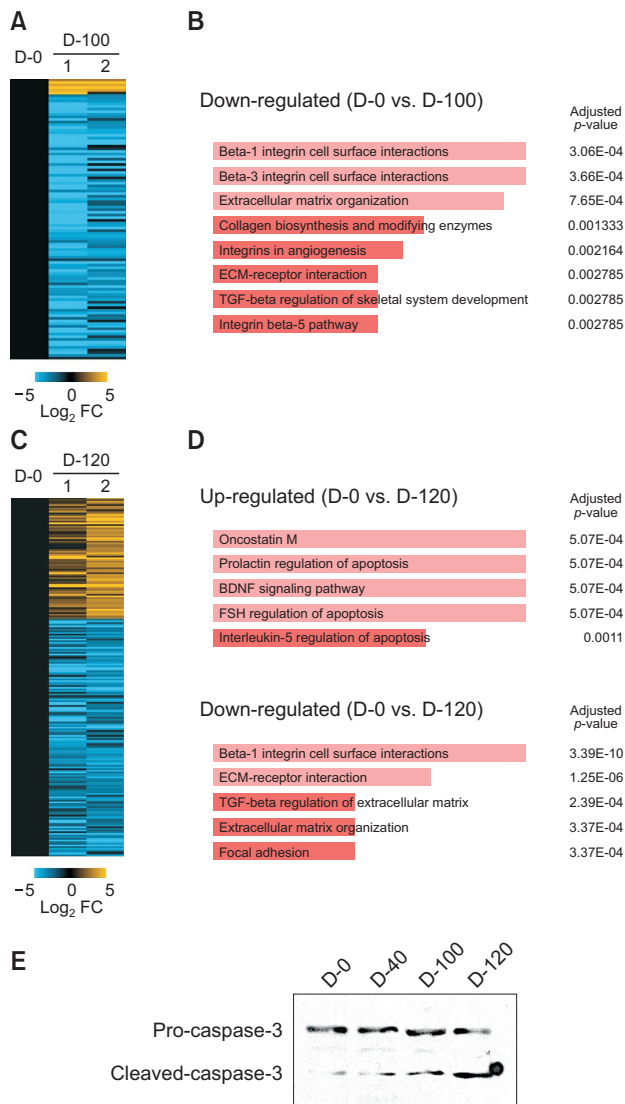 A
D-0
D-100
1 2
−5 0 5
Log2 FC
B
Down-regulated (D-0 vs. D-100)
Adjusted
p-value
Beta-1 integrin cell surface interactions 3.06E-04
Beta-3 integrin cell surface interactions 3.66E-04
Extracellular matrix organization 7.65E-04
Collagen biosynthesis and modifying enzymes 0.001333
Integrins in angiogenesis 0.002164
ECM-receptor interaction 0.002785
TGF-beta regulation of skeletal system development 0.002785
Integrin beta-5 pathway 0.002785
C
D-0
D-120
1 2
−5 0 5
Log2 FC
D
Up-regulated (D-0 vs. D-120)
Adjusted
p-value
Oncostatin M 5.07E-04
Prolactin regulation of apoptosis 5.07E-04
BDNF signaling pathway 5.07E-04
FSH regulation of apoptosis 5.07E-04
Interleukin-5 regulation of apoptosis 0.0011
Down-regulated (D-0 vs. D-120)
Adjusted
p-value
Beta-1 integrin cell surface interactions 3.39E-10
ECM-receptor interaction 1.25E-06
TGF-beta regulation of extracellular matrix 2.39E-04
Extracellular matrix organization 3.37E-04
Focal adhesion 3.37E-04
E
D-0 D-40 D-100 D-120
Pro-caspase-3
Cleaved-caspase-3